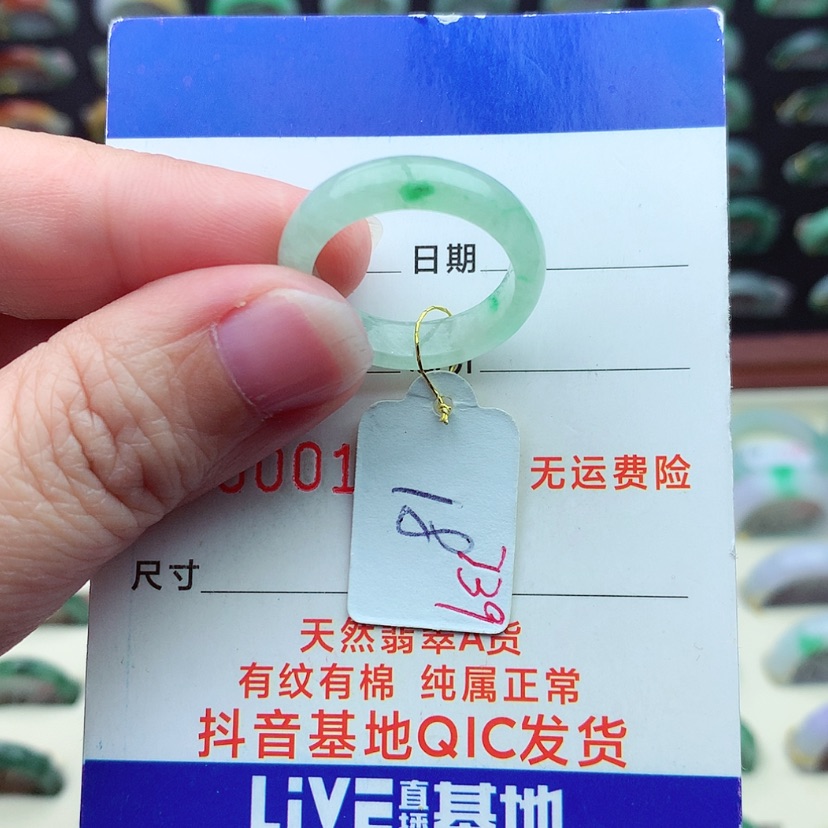 日期
0001
无运费险
18
739
尺寸
天然翡翠A货
有纹有棉 纯属正常
抖音基地QIC发货
LiVE直播基地